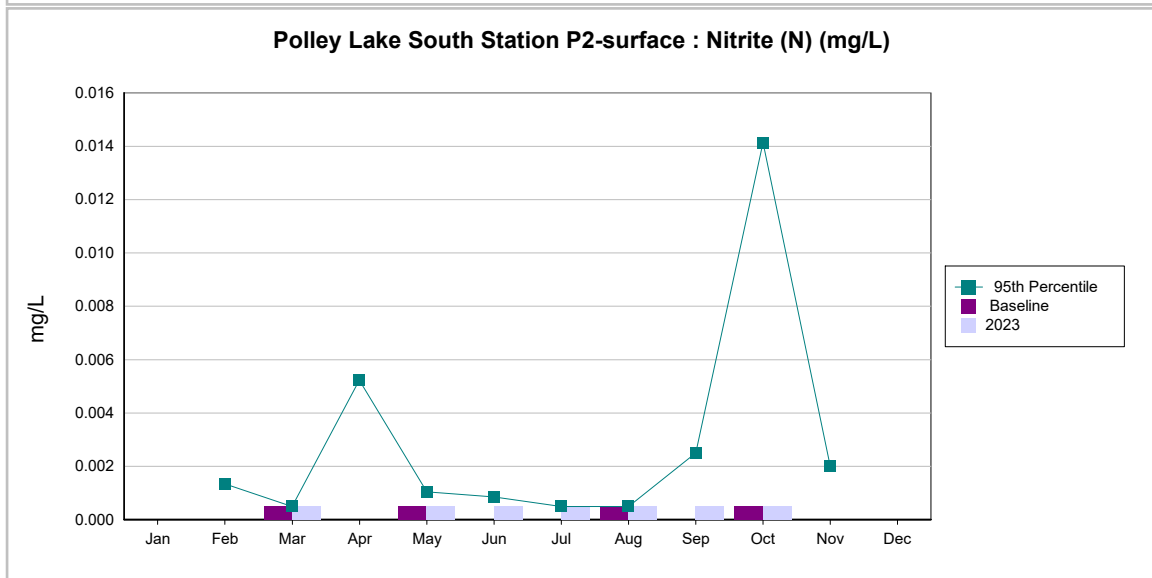 Polley Lake South Station P2-surface : Nitrite (N) (mg/L)
0.016
0.014
0.012
0.010
0.008
0.006
0.004
0.002
0.000
mg/L
Jan Feb Mar Apr May Jun Jul Aug Sep Oct Nov Dec
95th Percentile
Baseline
2023